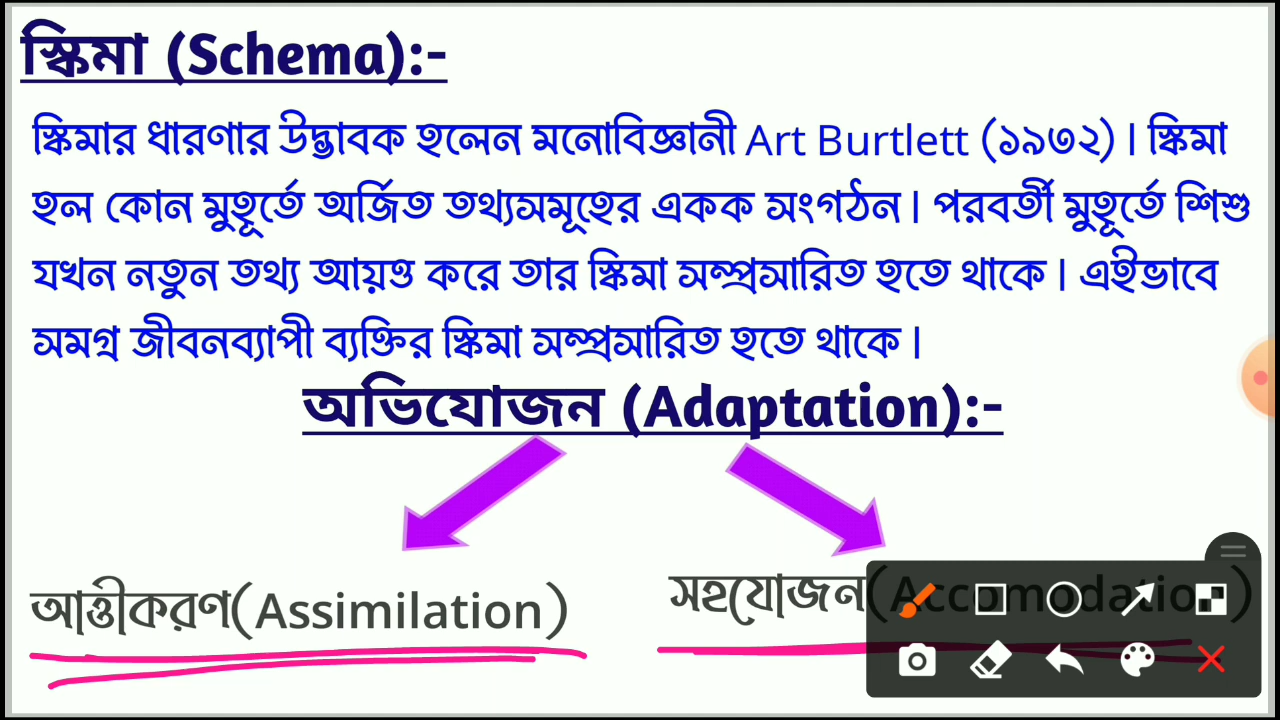 স্কিমা (Schema):-
স্কিমার ধারণার উদ্ভাবক হলেন মনোবিজ্ঞানী Art Burtlett (১৯৩২)। স্কিমা
হল কোন মুহূর্তে অর্জিত তথ্যসমূহের একক সংগঠন। পরবর্তী মুহূর্তে শিশু
যখন নতুন তথ্য আয়ত্ত করে তার স্কিমা সম্প্রসারিত হতে থাকে। এইভাবে
সমগ্র জীবনব্যাপী ব্যক্তির স্কিমা সম্প্রসারিত হতে থাকে।
অভিযোজন (Adaptation):-
আত্তীকরণ(Assimilation)
সহযোজন(Accomodation)